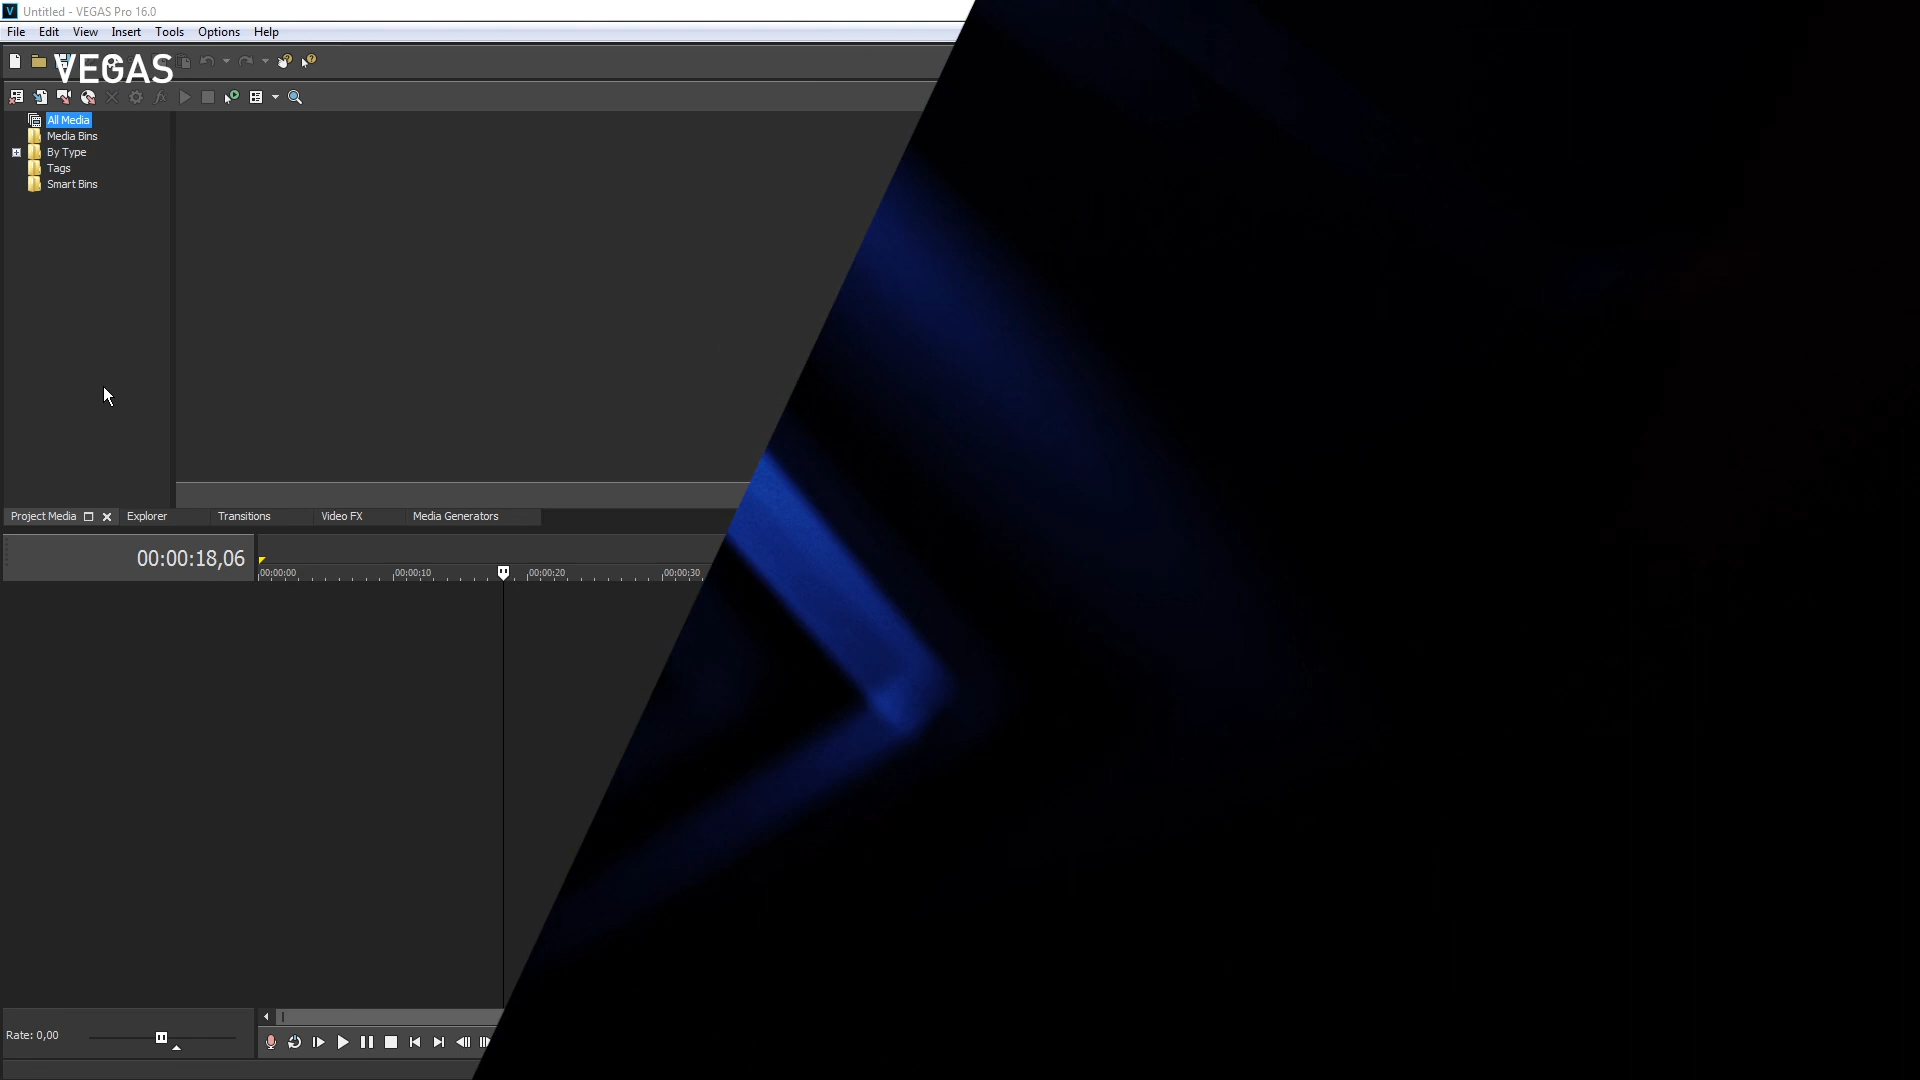 Untitled - VEGAS Pro 16.0
File Edit View Insert Tools Options Help
VEGAS
All Media
Media Bins
By Type
Tags
Smart Bins
Project Media Explorer Transitions Video FX Media Generators
00:00:18,06
00:00:00 00:00:10 00:00:20 00:00:30
Rate: 0,00